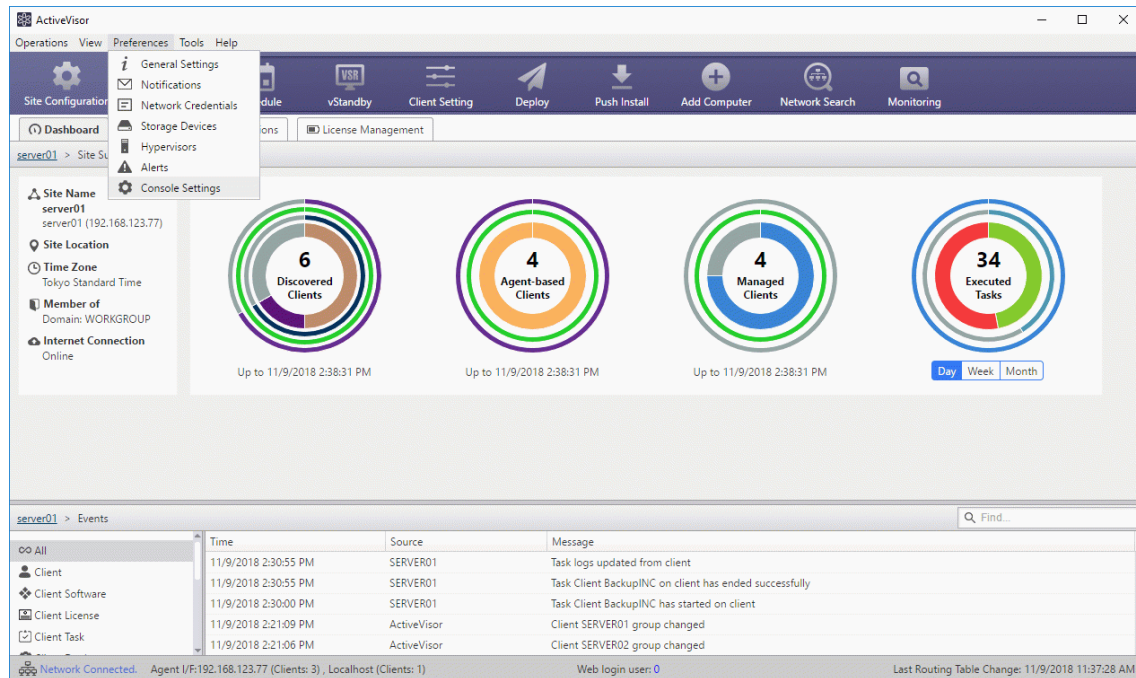 ActiveVisor
Operations View Preferences Tools Help
General Settings
Notifications
Network Credentials
Storage Devices
Hypervisors
Alerts
Console Settings
Site Configuration dule vStandby Client Setting Deploy Push Install Add Computer Network Search Monitoring
VSR
Dashboard ions License Management
server01 > Site Su
Site Name
server01
server01 (192.168.123.77)
Site Location
Time Zone
Tokyo Standard Time
Member of
Domain: WORKGROUP
Internet Connection
Online
6
Discovered
Clients
Up to 11/9/2018 2:38:31 PM
4
Agent-based
Clients
Up to 11/9/2018 2:38:31 PM
4
Managed
Clients
Up to 11/9/2018 2:38:31 PM
34
Executed
Tasks
Day Week Month
server01 > Events
Find...
All
Client
Client Software
Client License
Client Task
Time Source Message
11/9/2018 2:30:55 PM SERVER01 Task logs updated from client
11/9/2018 2:30:55 PM SERVER01 Task Client BackupINC on client has ended successfully
11/9/2018 2:30:00 PM SERVER01 Task Client BackupINC has started on client
11/9/2018 2:21:09 PM ActiveVisor Client SERVER01 group changed
11/9/2018 2:21:06 PM ActiveVisor Client SERVER02 group changed
Network Connected. Agent I/F:192.168.123.77 (Clients: 3) , Localhost (Clients: 1) Web login user: 0 Last Routing Table Change: 11/9/2018 11:37:28 AM